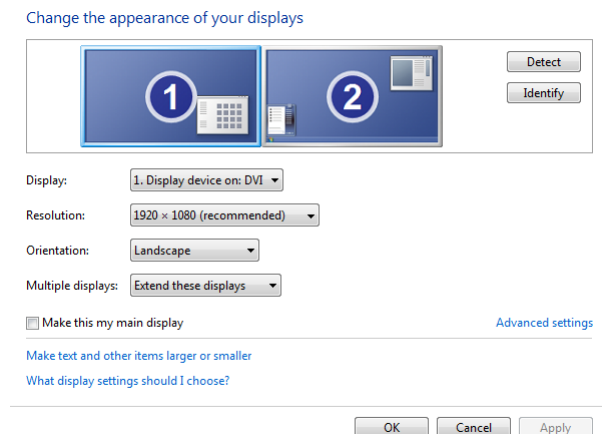 Change the appearance of your displays
1
2
Detect
Identify
Display: 1. Display device on: DVI
Resolution: 1920 × 1080 (recommended)
Orientation: Landscape
Multiple displays: Extend these displays
Make this my main display
Advanced settings
Make text and other items larger or smaller
What display settings should I choose?
OK Cancel Apply